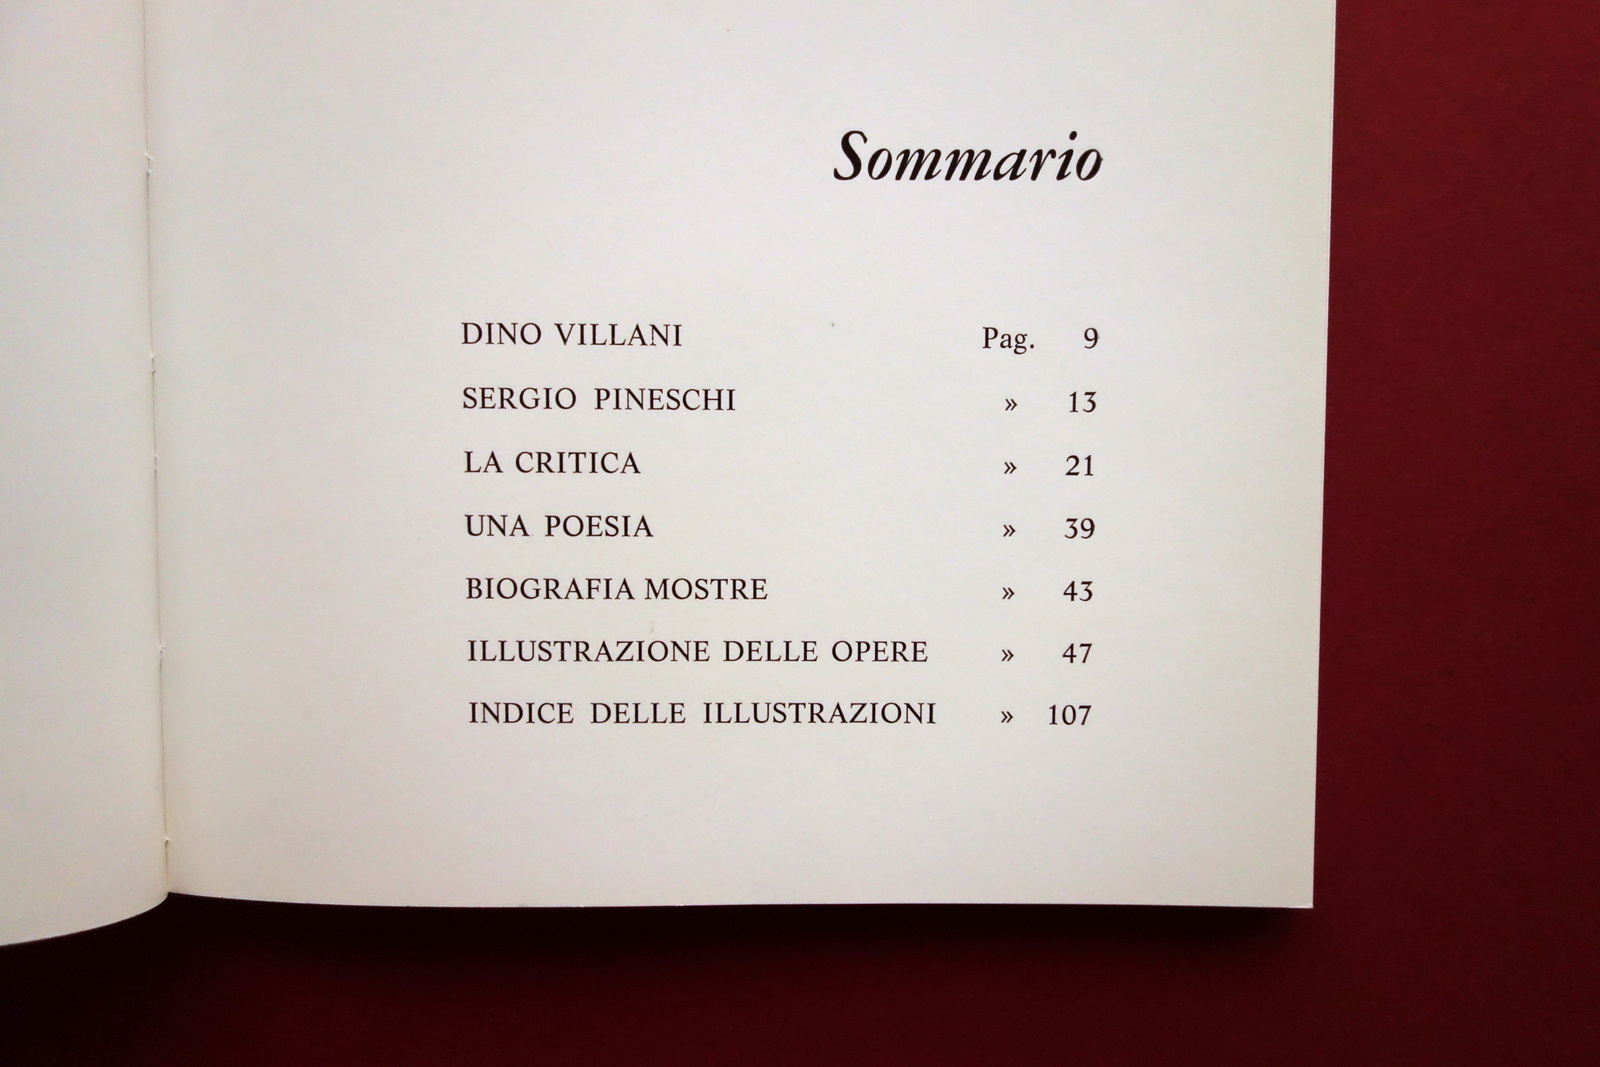 Sommario
DINO VILLANI Pag. 9
SERGIO PINESCHI » 13
LA CRITICA » 21
UNA POESIA » 39
BIOGRAFIA MOSTRE » 43
ILLUSTRAZIONE DELLE OPERE » 47
INDICE DELLE ILLUSTRAZIONI » 107